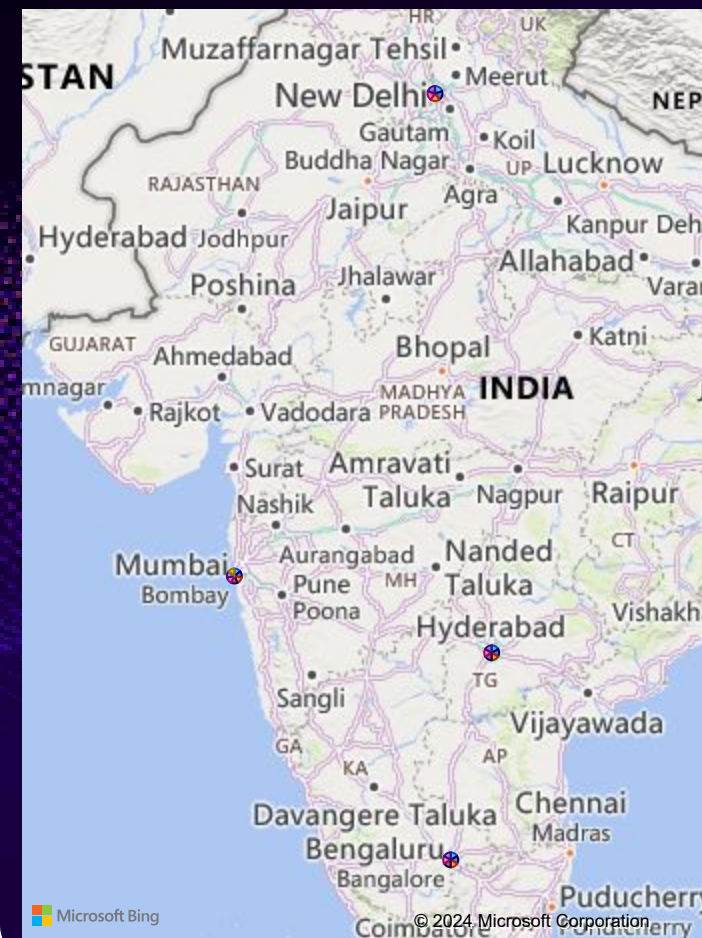 HR
UK
Muzaffarnagar Tehsil
STAN
Meerut
New Delhi
NEP
Gautam
Buddha Nagar
Koil
UP
Lucknow
RAJASTHAN
Agra
Jaipur
Kanpur Deh
Hyderabad
Jodhpur
Allahabad
Poshina
Jhalawar
Varan
GUJARAT
Ahmedabad
Bhopal
Katni
mnagar
MADHYA
PRADESH
INDIA
Rajkot
Vadodara
Surat
Amravati
Taluka
Nagpur
Raipur
Nashik
CT
Aurangabad
Nanded
Taluka
Mumbai
Bombay
MH
Pune
Poona
Vishakh
Hyderabad
TG
Sangli
Vijayawada
GA
AP
KA
Davangere Taluka
Chennai
Madras
Bengaluru
Bangalore
Puducherry
Pondicherry
Coimbatore
Microsoft Bing
© 2024 Microsoft Corporation